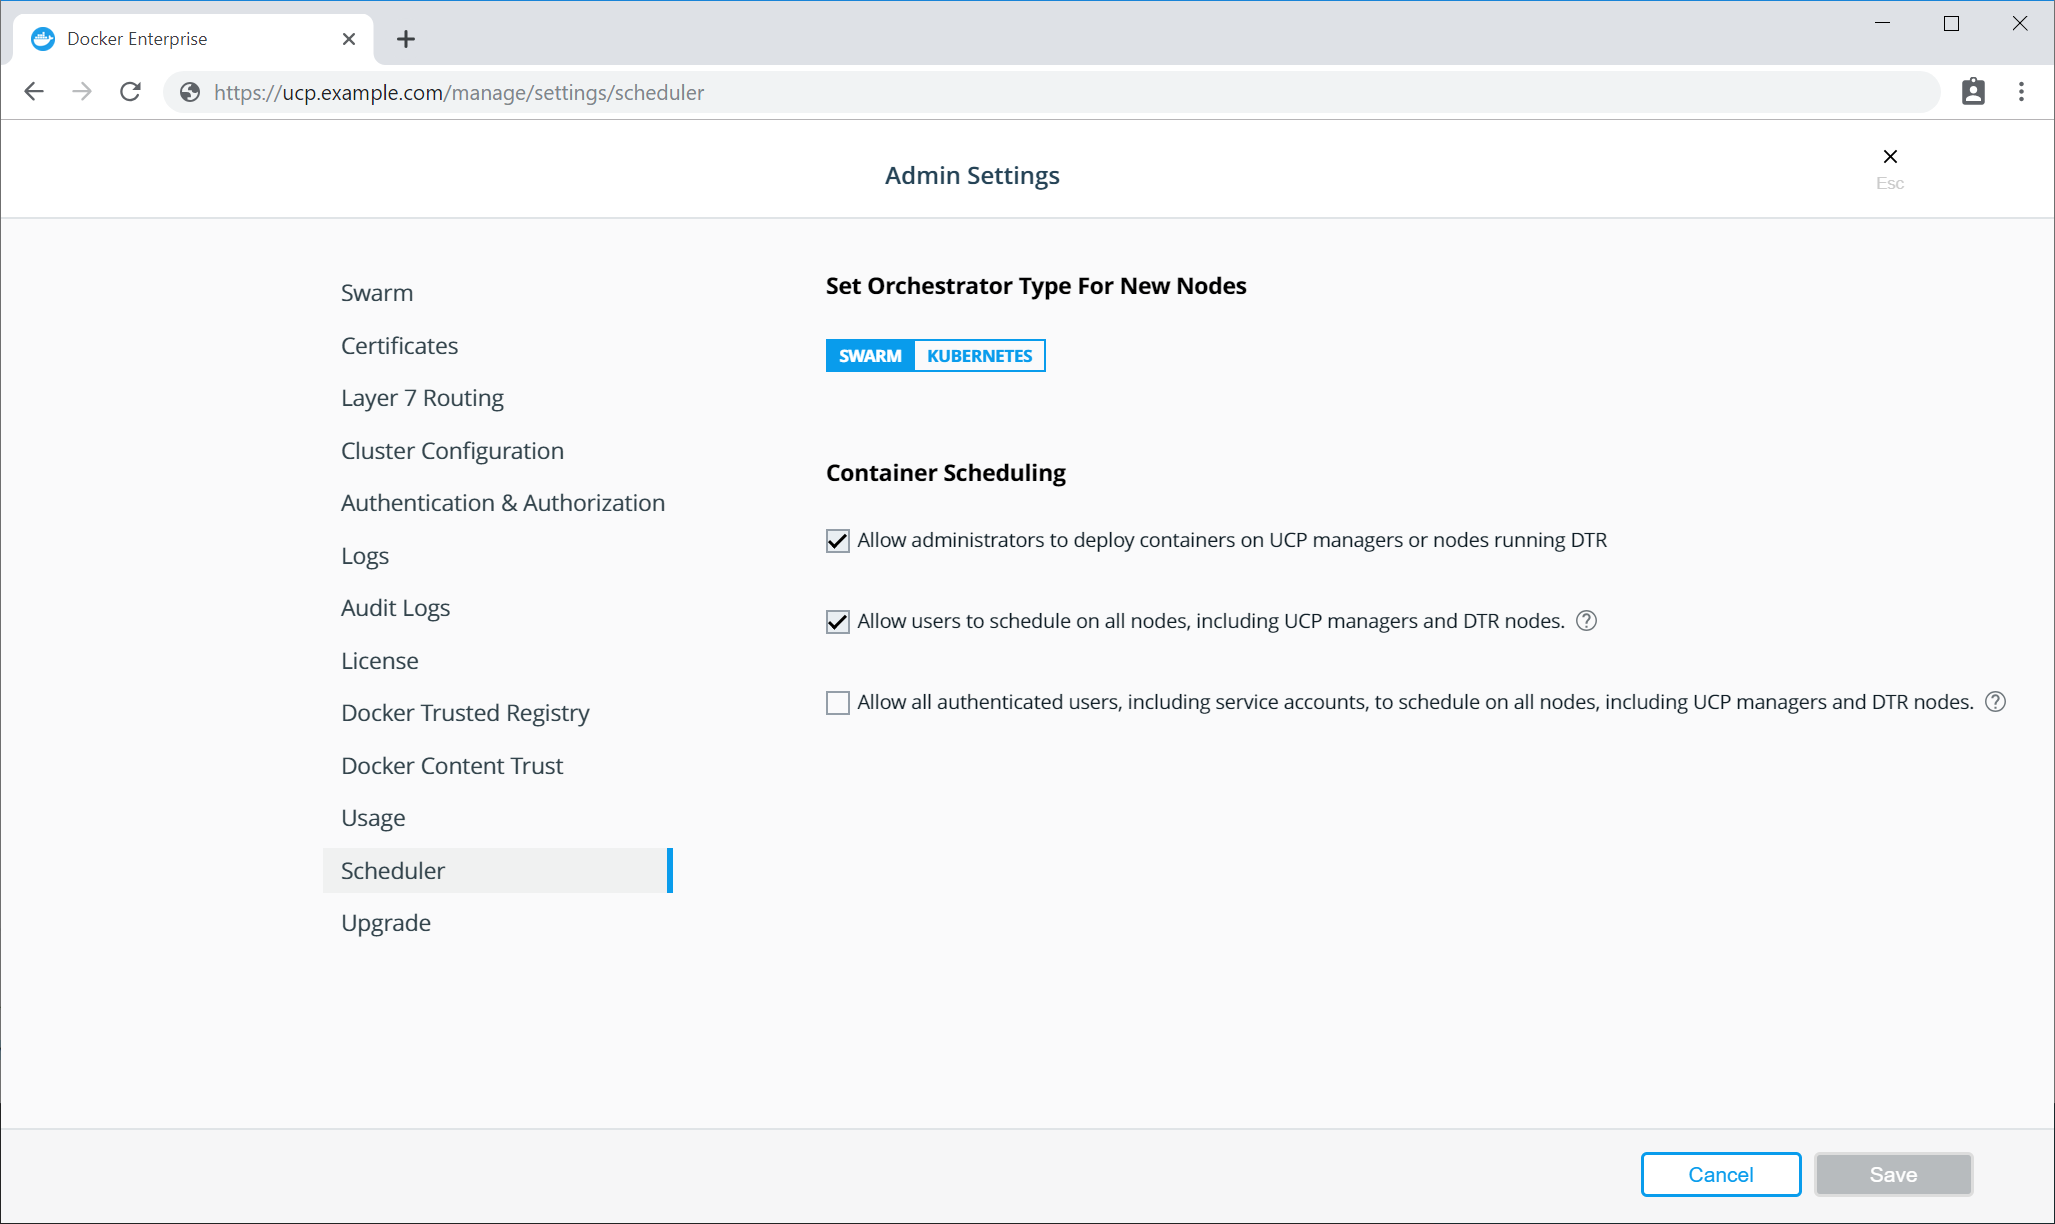 Docker Enterprise
https://ucp.example.com/manage/settings/scheduler
Admin Settings
Esc
Swarm
Certificates
Layer 7 Routing
Cluster Configuration
Authentication & Authorization
Logs
Audit Logs
License
Docker Trusted Registry
Docker Content Trust
Usage
Scheduler
Upgrade
Set Orchestrator Type For New Nodes
SWARM KUBERNETES
Container Scheduling
Allow administrators to deploy containers on UCP managers or nodes running DTR
Allow users to schedule on all nodes, including UCP managers and DTR nodes. ?
Allow all authenticated users, including service accounts, to schedule on all nodes, including UCP managers and DTR nodes. ?
Cancel Save